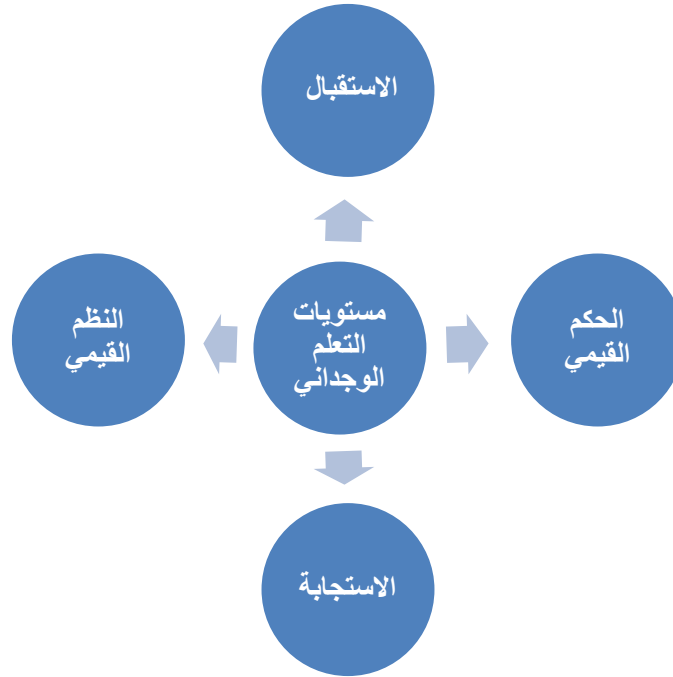 الاستقبال
الحكم
القيمي
مستويات
التعلم
الوجداني
النظم
القيمي
الاستجابة